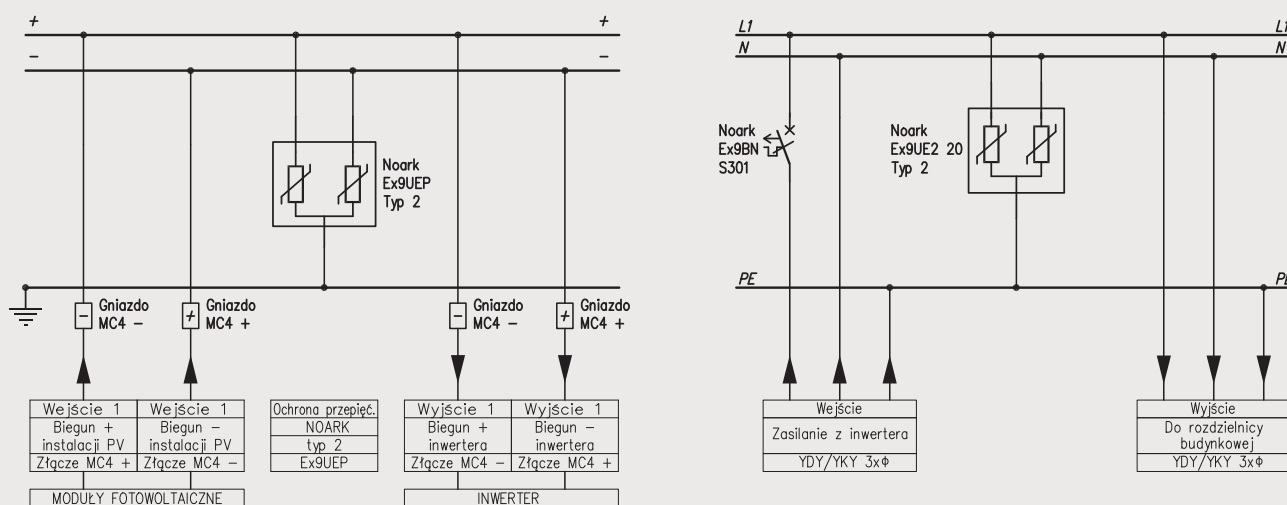 + +
− −
Noark
Ex9UEP
Typ 2
Gniazdo
MC4 −
Gniazdo
MC4 +
Gniazdo
MC4 −
Gniazdo
MC4 +
− + − +
Wejście 1
Biegun +
instalacji PV
Złącze MC4 +
Wejście 1
Biegun −
instalacji PV
Złącze MC4 −
MODUŁY FOTOWOLTAICZNE
Ochrona przepięć.
NOARK
typ 2
Ex9UEP
Wyjście 1
Biegun +
inwertera
Złącze MC4 −
Wyjście 1
Biegun −
inwertera
Złącze MC4 +
INWERTER
L1 L1
N N
Noark
Ex9BN
S301
Noark
Ex9UE2 20
Typ 2
PE PE
Wejście
Zasilanie z inwertera
YDY/YKY 3xΦ
Wyjście
Do rozdzielnicy
budynkowej
YDY/YKY 3xΦ